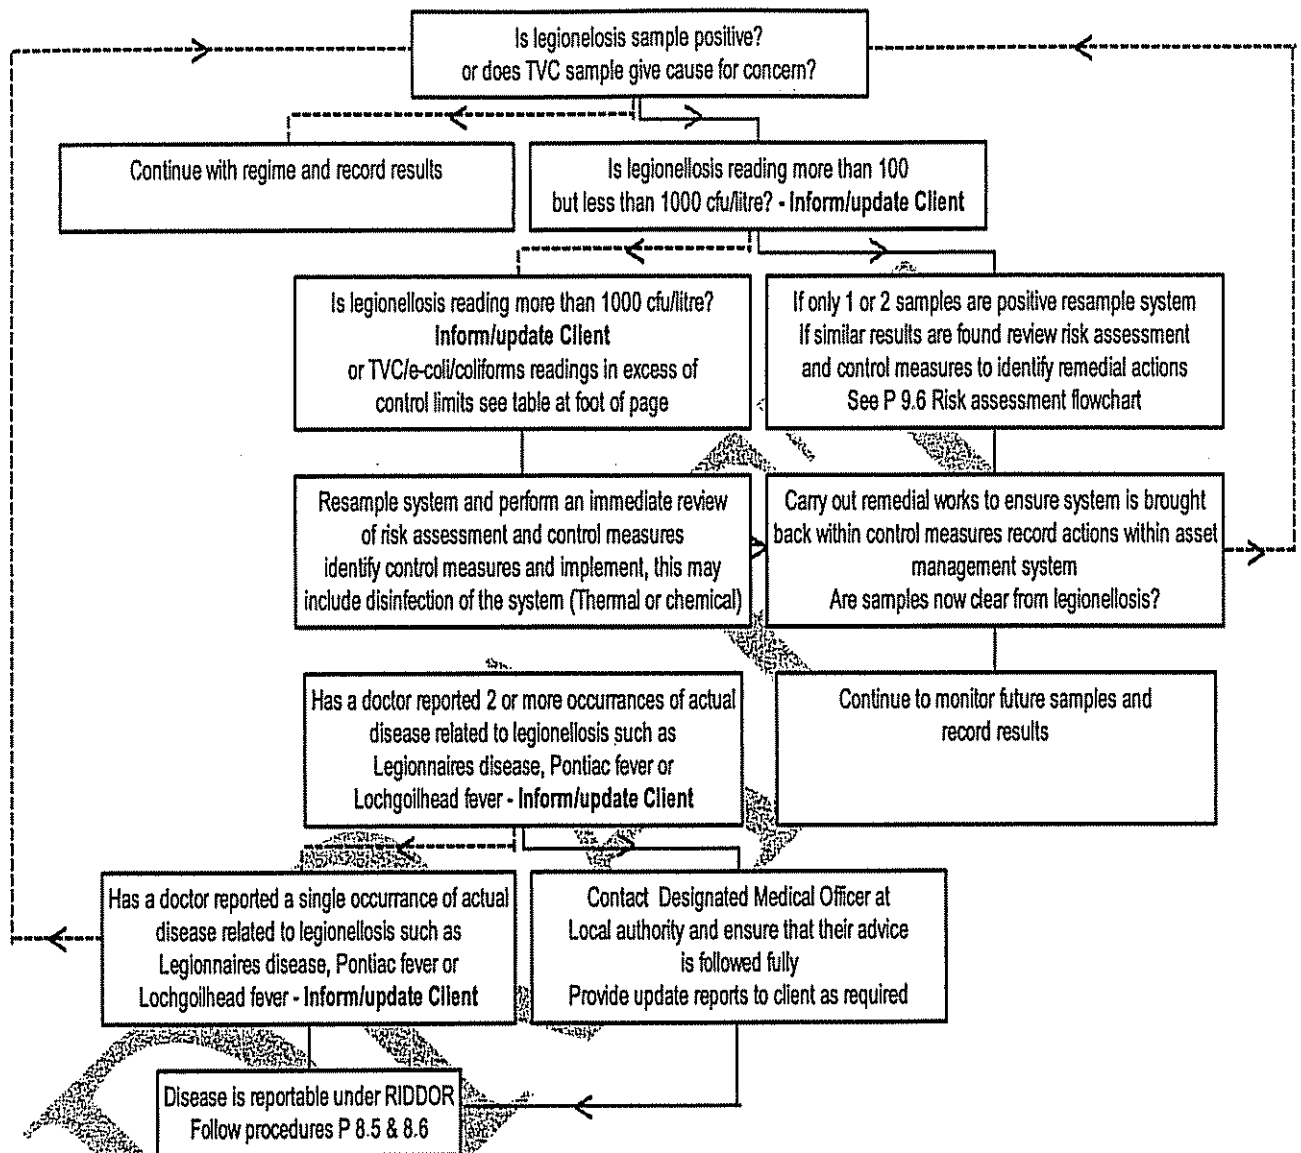 Is legionelosis sample positive?
or does TVC sample give cause for concern?
Continue with regime and record results
Is legionellosis reading more than 100
but less than 1000 cfu/litre? - Inform/update Client
Is legionellosis reading more than 1000 cfu/litre?
Inform/update Client
or TVC/e-coli/coliforms readings in excess of
control limits see table at foot of page
If only 1 or 2 samples are positive resample system
If similar results are found review risk assessment
and control measures to identify remedial actions
See P 9.6 Risk assessment flowchart
Resample system and perform an immediate review
of risk assessment and control measures
identify control measures and implement, this may
include disinfection of the system (Thermal or chemical)
Carry out remedial works to ensure system is brought
back within control measures record actions within asset
management system
Are samples now clear from legionellosis?
Has a doctor reported 2 or more occurrances of actual
disease related to legionellosis such as
Legionnaires disease, Pontiac fever or
Lochgoilhead fever - Inform/update Client
Continue to monitor future samples and
record results
Has a doctor reported a single occurrance of actual
disease related to legionellosis such as
Legionnaires disease, Pontiac fever or
Lochgoilhead fever - Inform/update Client
Contact Designated Medical Officer at
Local authority and ensure that their advice
is followed fully
Provide update reports to client as required
Disease is reportable under RIDDOR
Follow procedures P 8.5 & 8.6